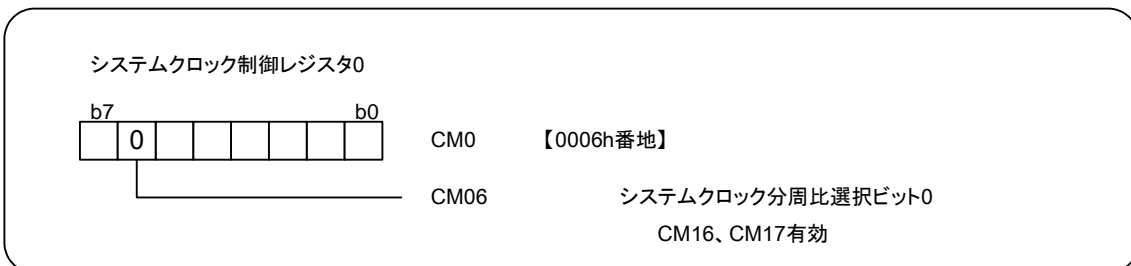 システムクロック制御レジスタ0
b7 b0
0 CM0 【0006h番地】
CM06 システムクロック分周比選択ビット0
CM16、CM17有効